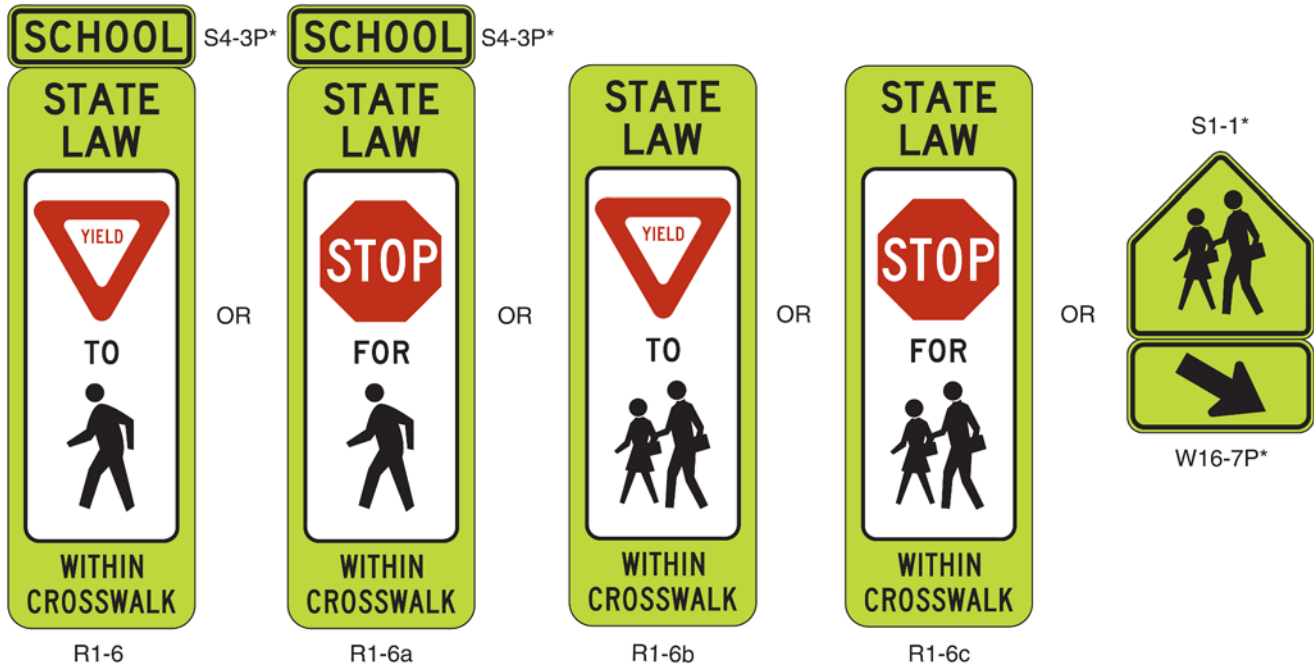 SCHOOL
S4-3P*
STATE
LAW
YIELD
TO
WITHIN
CROSSWALK
R1-6
OR
SCHOOL
S4-3P*
STATE
LAW
STOP
FOR
WITHIN
CROSSWALK
R1-6a
OR
STATE
LAW
YIELD
TO
WITHIN
CROSSWALK
R1-6b
OR
STATE
LAW
STOP
FOR
WITHIN
CROSSWALK
R1-6c
OR
S1-1*
W16-7P*